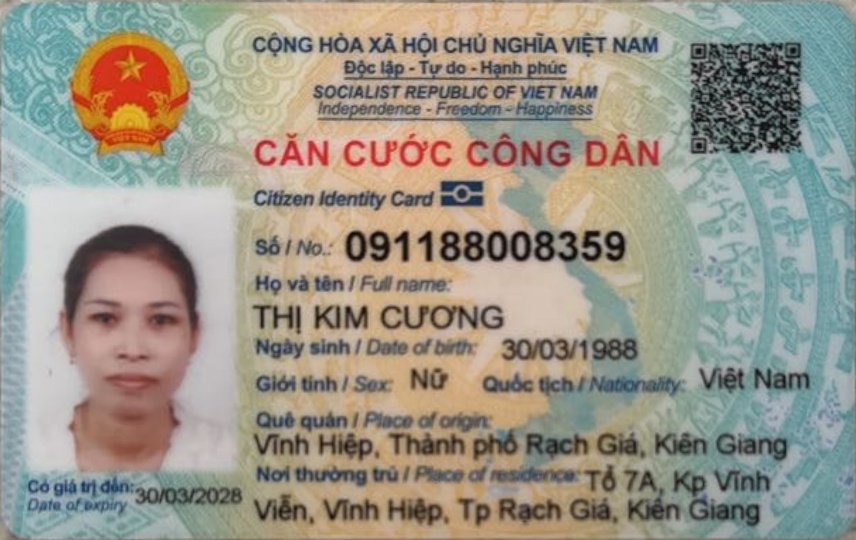 CỘNG HÒA XÃ HỘI CHỦ NGHĨA VIỆT NAM
Độc lập - Tự do - Hạnh phúc
SOCIALIST REPUBLIC OF VIET NAM
Independence - Freedom - Happiness
CĂN CƯỚC CÔNG DÂN
Citizen Identity Card
Số / No.: 091188008359
Họ và tên / Full name:
THỊ KIM CƯƠNG
Ngày sinh / Date of birth: 30/03/1988
Giới tính / Sex: Nữ Quốc tịch / Nationality: Việt Nam
Quê quán / Place of origin:
Vĩnh Hiệp, Thành phố Rạch Giá, Kiên Giang
Nơi thường trú / Place of residence: Tổ 7A, Kp Vĩnh
Viễn, Vĩnh Hiệp, Tp Rạch Giá, Kiên Giang
Có giá trị đến: 30/03/2028
Date of expiry